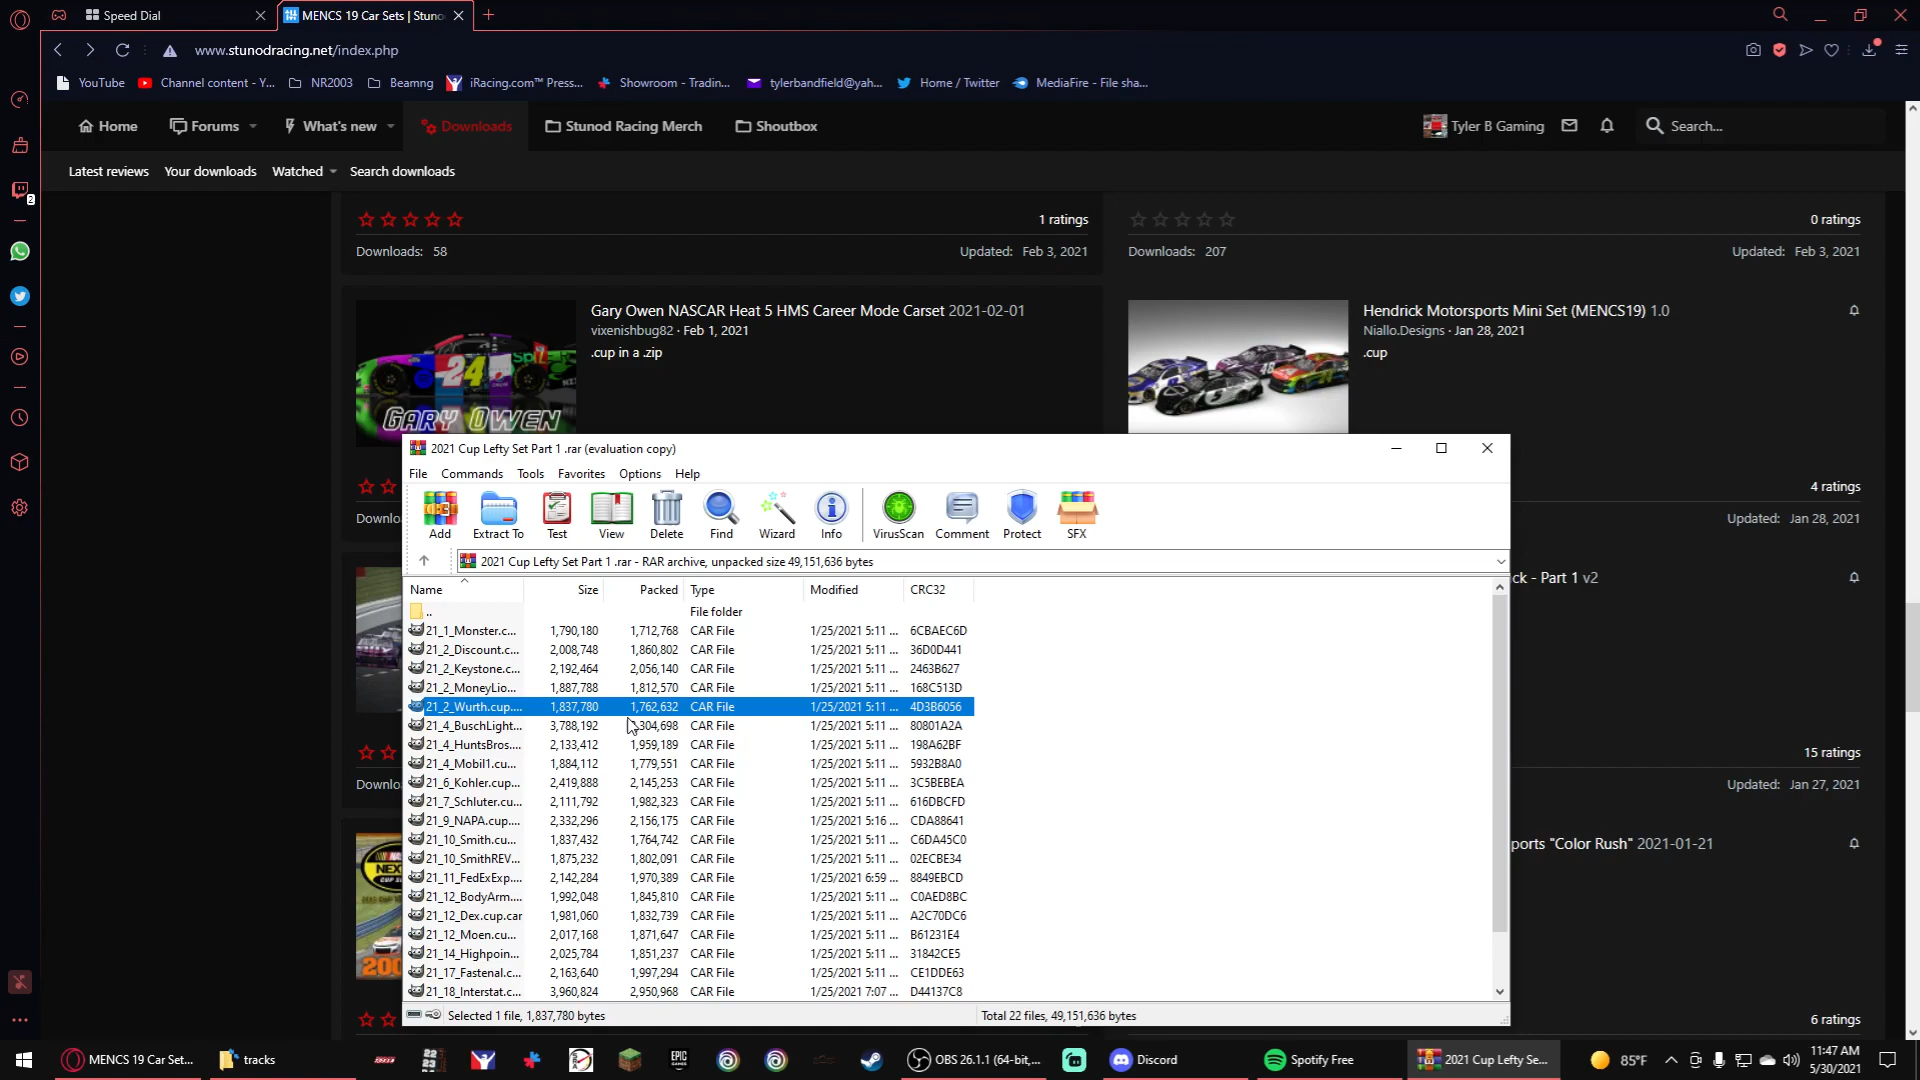 Speed Dial
MENCS 19 Car Sets | Stuno
www.stunodracing.net/index.php
YouTube
Channel content - Y...
NR2003
Beamng
iRacing.com™ Press...
Showroom - Tradin...
tylerbandfield@yah...
Home / Twitter
MediaFire - File sha...
Home
Forums
What's new
Downloads
Stunod Racing Merch
Shoutbox
Tyler B Gaming
Search...
Latest reviews
Your downloads
Watched
Search downloads
1 ratings
Downloads: 58
Updated: Feb 3, 2021
0 ratings
Downloads: 207
Updated: Feb 3, 2021
Gary Owen NASCAR Heat 5 HMS Career Mode Carset 2021-02-01
vixenishbug82 · Feb 1, 2021
.cup in a .zip
GARY OWEN
24
Hendrick Motorsports Mini Set (MENCS19) 1.0
Niallo.Designs · Jan 28, 2021
.cup
48
4 ratings
Downlo
Updated: Jan 28, 2021
ck - Part 1 v2
15 ratings
Downloa
Updated: Jan 27, 2021
ports "Color Rush" 2021-01-21
NEXTEL
200
6 ratings
2021 Cup Lefty Set Part 1 .rar (evaluation copy)
File Commands Tools Favorites Options Help
Add Extract To Test View Delete Find Wizard Info VirusScan Comment Protect SFX
2021 Cup Lefty Set Part 1 .rar - RAR archive, unpacked size 49,151,636 bytes
Name Size Packed Type Modified CRC32
.. File folder
21_1_Monster.c... 1,790,180 1,712,768 CAR File 1/25/2021 5:11 ... 6CBAEC6D
21_2_Discount.c... 2,008,748 1,860,802 CAR File 1/25/2021 5:11 ... 36D0D441
21_2_Keystone.c... 2,192,464 2,056,140 CAR File 1/25/2021 5:11 ... 2463B627
21_2_MoneyLio... 1,887,788 1,812,570 CAR File 1/25/2021 5:11 ... 168C513D
21_2_Wurth.cup.... 1,837,780 1,762,632 CAR File 1/25/2021 5:11 ... 4D3B6056
21_4_BuschLight... 3,788,192 304,698 CAR File 1/25/2021 5:11 ... 80801A2A
21_4_HuntsBros.... 2,133,412 1,959,189 CAR File 1/25/2021 5:11 ... 198A62BF
21_4_Mobil1.cu... 1,884,112 1,779,551 CAR File 1/25/2021 5:11 ... 5932B8A0
21_6_Kohler.cup... 2,419,888 2,145,253 CAR File 1/25/2021 5:11 ... 3C5BEBEA
21_7_Schluter.cu... 2,111,792 1,982,323 CAR File 1/25/2021 5:11 ... 616DBCFD
21_9_NAPA.cup.... 2,332,296 2,156,175 CAR File 1/25/2021 5:16 ... CDA88641
21_10_Smith.cu... 1,837,432 1,764,742 CAR File 1/25/2021 5:11 ... C6DA45C0
21_10_SmithREV... 1,875,232 1,802,091 CAR File 1/25/2021 5:11 ... 02ECBE34
21_11_FedExExp.... 2,142,284 1,970,389 CAR File 1/25/2021 6:59 ... 8849EBCD
21_12_BodyArm.... 1,992,048 1,845,810 CAR File 1/25/2021 5:11 ... C0AED8BC
21_12_Dex.cup.car 1,981,060 1,832,739 CAR File 1/25/2021 5:11 ... A2C70DC6
21_12_Moen.cu... 2,017,168 1,871,647 CAR File 1/25/2021 5:11 ... B61231E4
21_14_Highpoin... 2,025,784 1,851,237 CAR File 1/25/2021 5:11 ... 31842CE5
21_17_Fastenal.c... 2,163,640 1,997,294 CAR File 1/25/2021 5:11 ... CE1DDE63
21_18_Interstat.c... 3,960,824 2,950,968 CAR File 1/25/2021 7:07 ... D44137C8
Selected 1 file, 1,837,780 bytes
Total 22 files, 49,151,636 bytes
MENCS 19 Car Set...
tracks
OBS 26.1.1 (64-bit,...
Discord
Spotify Free
2021 Cup Lefty Se...
85°F
11:47 AM
5/30/2021